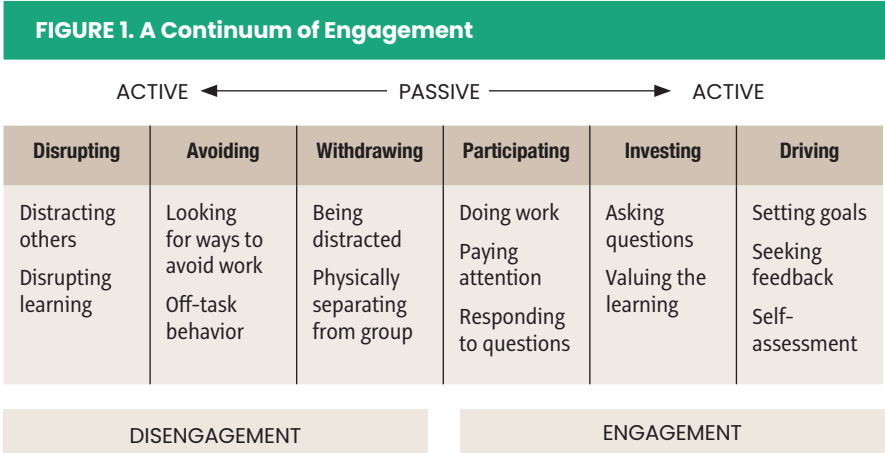 FIGURE 1. A Continuum of Engagement
ACTIVE PASSIVE ACTIVE
Disrupting Avoiding Withdrawing Participating Investing Driving
Distracting
others
Disrupting
learning
Looking
for ways to
avoid work
Off-task
behavior
Being
distracted
Physically
separating
from group
Doing work
Paying
attention
Responding
to questions
Asking
questions
Valuing the
learning
Setting goals
Seeking
feedback
Self-
assessment
DISENGAGEMENT ENGAGEMENT